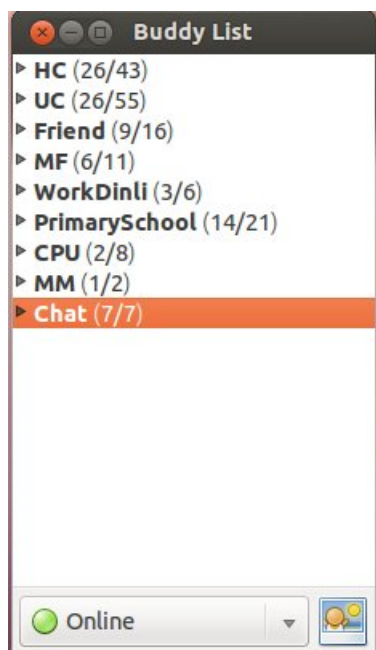 Buddy List
HC (26/43)
UC (26/55)
Friend (9/16)
MF (6/11)
WorkDinli (3/6)
PrimarySchool (14/21)
CPU (2/8)
MM (1/2)
Chat (7/7)
Online